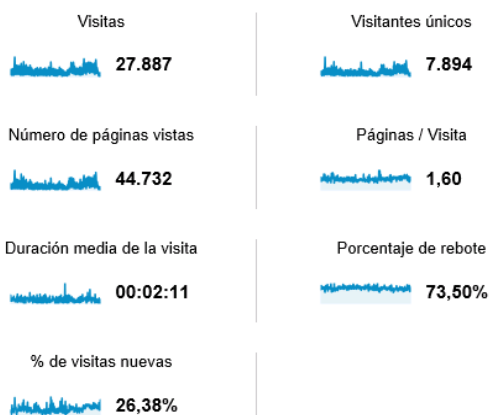 Visitas
27.887
Visitantes únicos
7.894
Número de páginas vistas
44.732
Páginas / Visita
1,60
Duración media de la visita
00:02:11
Porcentaje de rebote
73,50%
% de visitas nuevas
26,38%